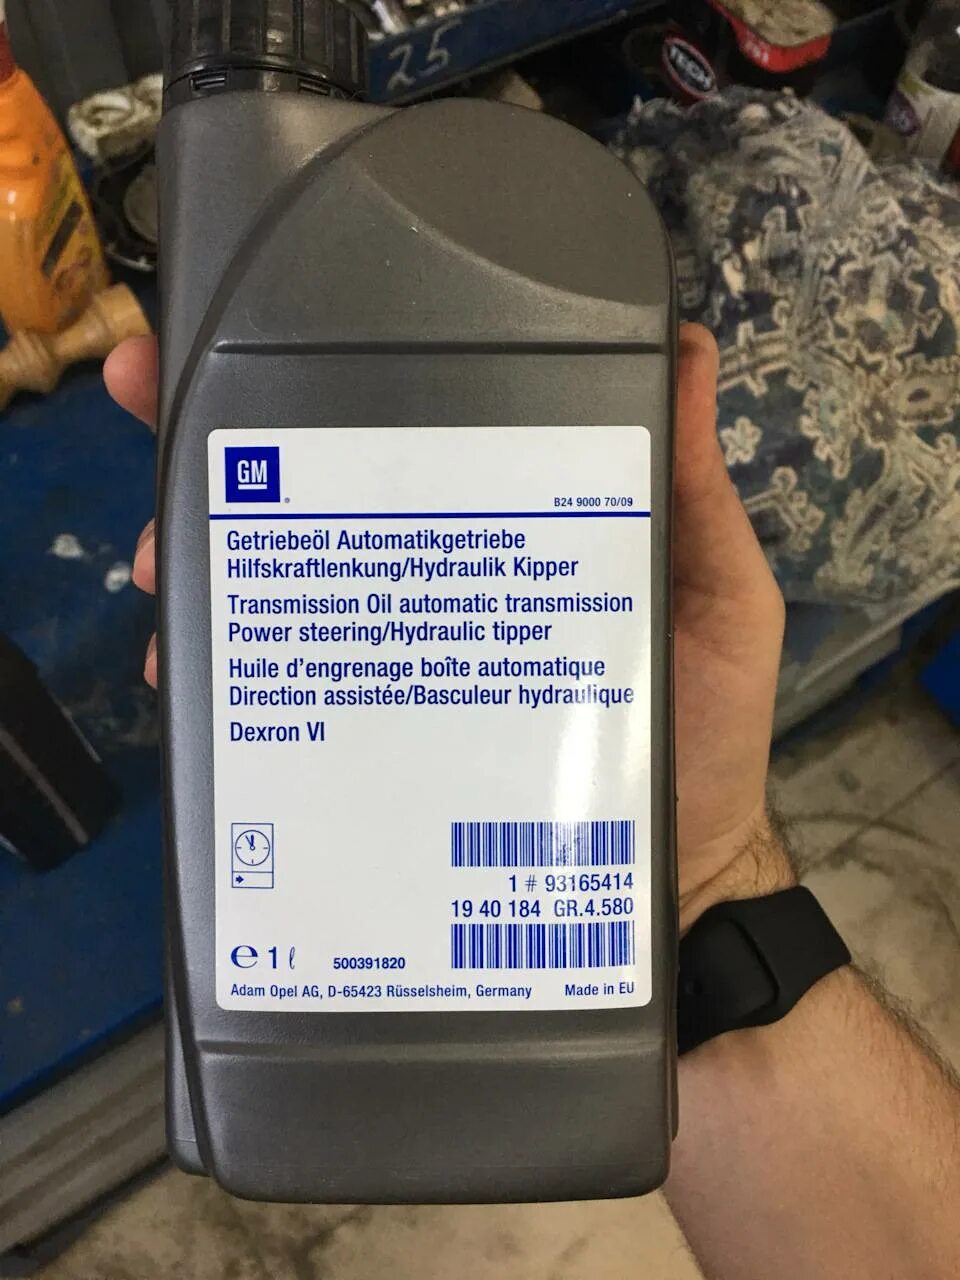 25
TECH
GM
B24 9000 70/09
Getriebeöl Automatikgetriebe
Hilfskraftlenkung/Hydraulik Kipper
Transmission Oil automatic transmission
Power steering/Hydraulic tipper
Huile d'engrenage boîte automatique
Direction assistée/Basculeur hydraulique
Dexron VI
1 # 93165414
19 40 184 GR.4.580
e 1 ℓ
500391820
Adam Opel AG, D-65423 Rüsselsheim, Germany
Made in EU